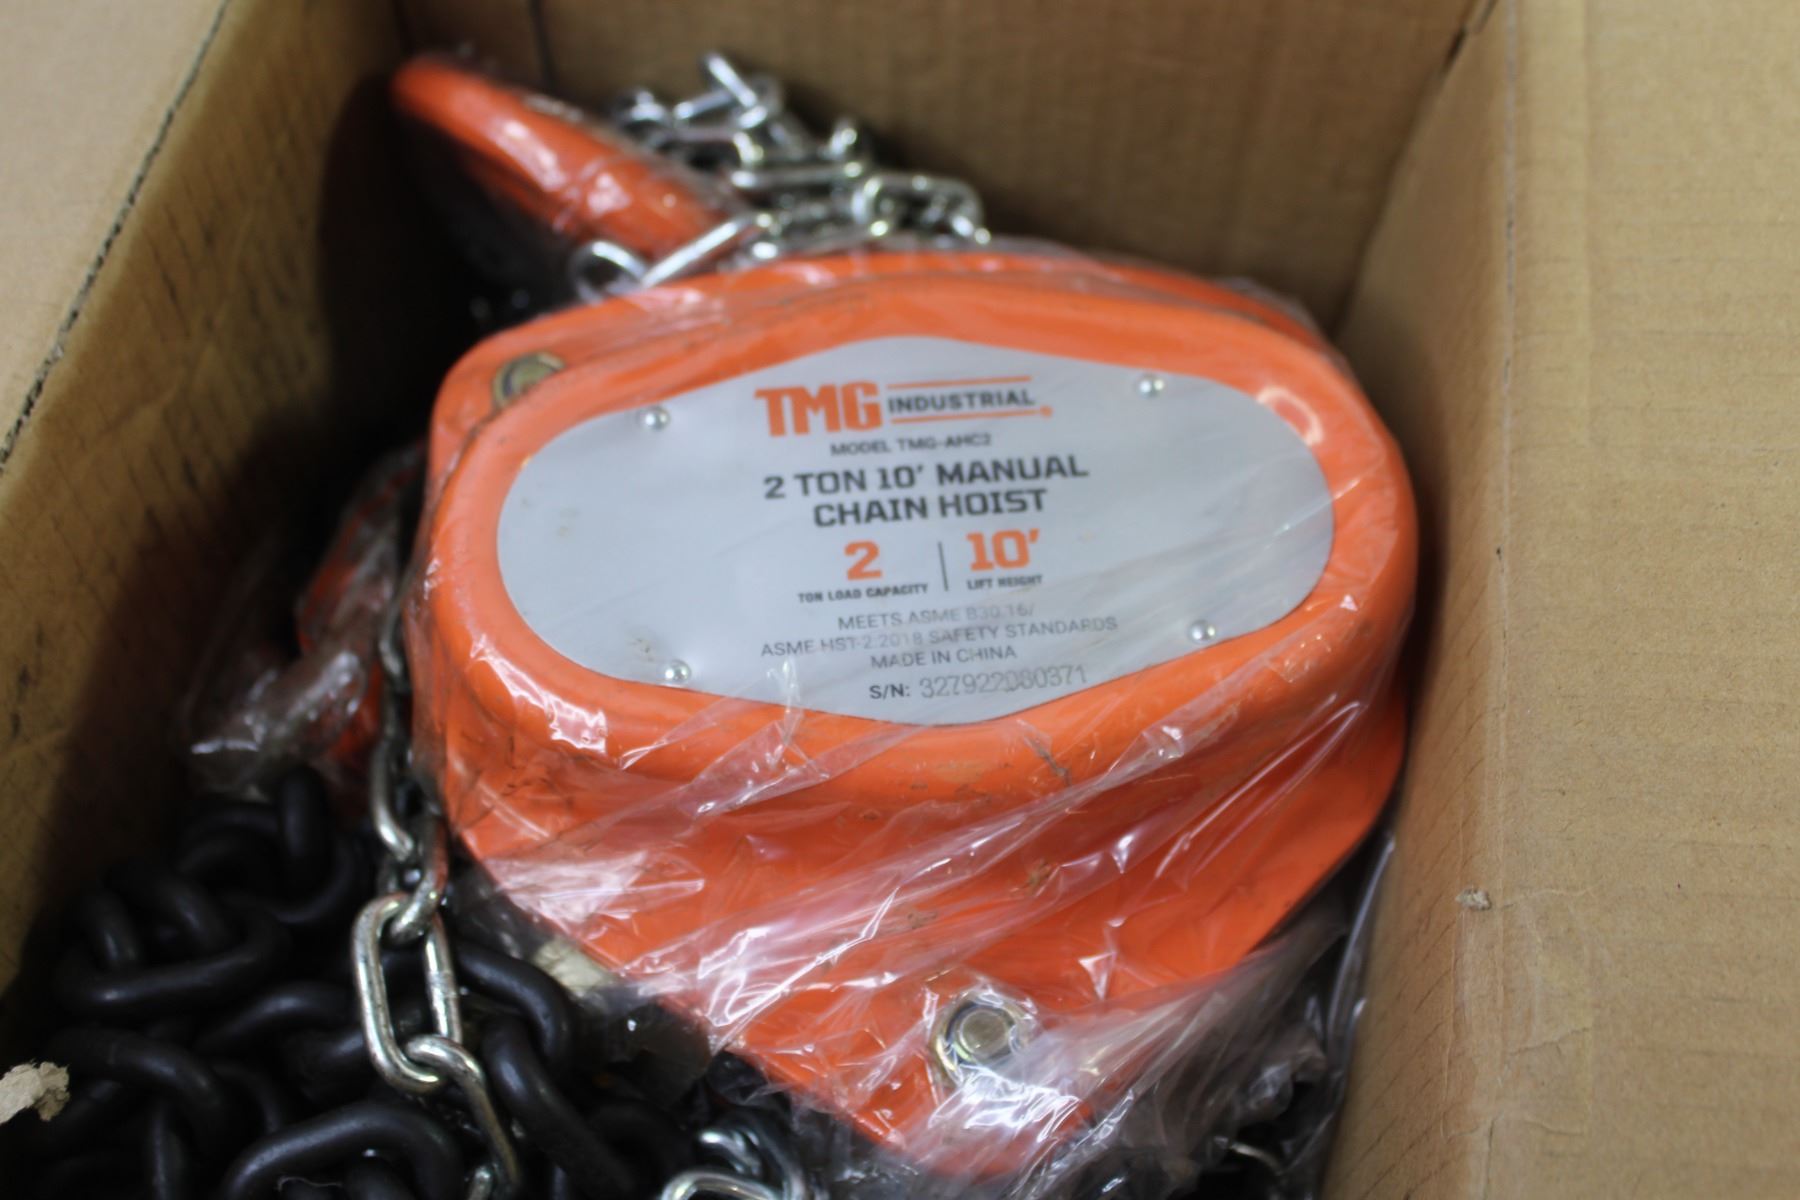 TMG INDUSTRIAL
MODEL TMG-AHC2
2 TON 10' MANUAL
CHAIN HOIST
2 | 10'
TON LOAD CAPACITY LIFT HEIGHT
MEETS ASME B30.16/
ASME HST-2:2018 SAFETY STANDARDS
MADE IN CHINA
S/N: 327922080371